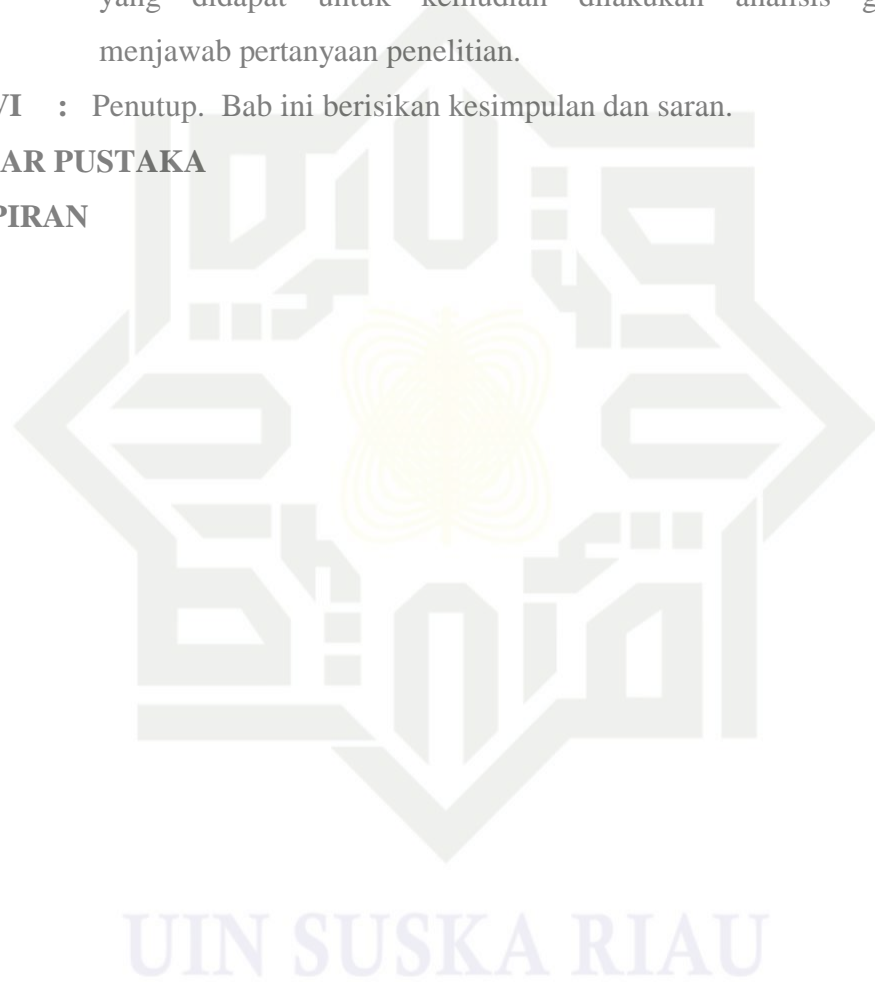 yang didapat untuk kemudian dilakukan analisis g
menjawab pertanyaan penelitian.
VI : Penutup. Bab ini berisikan kesimpulan dan saran.
AR PUSTAKA
PIRAN
UIN SUSKA RIAU